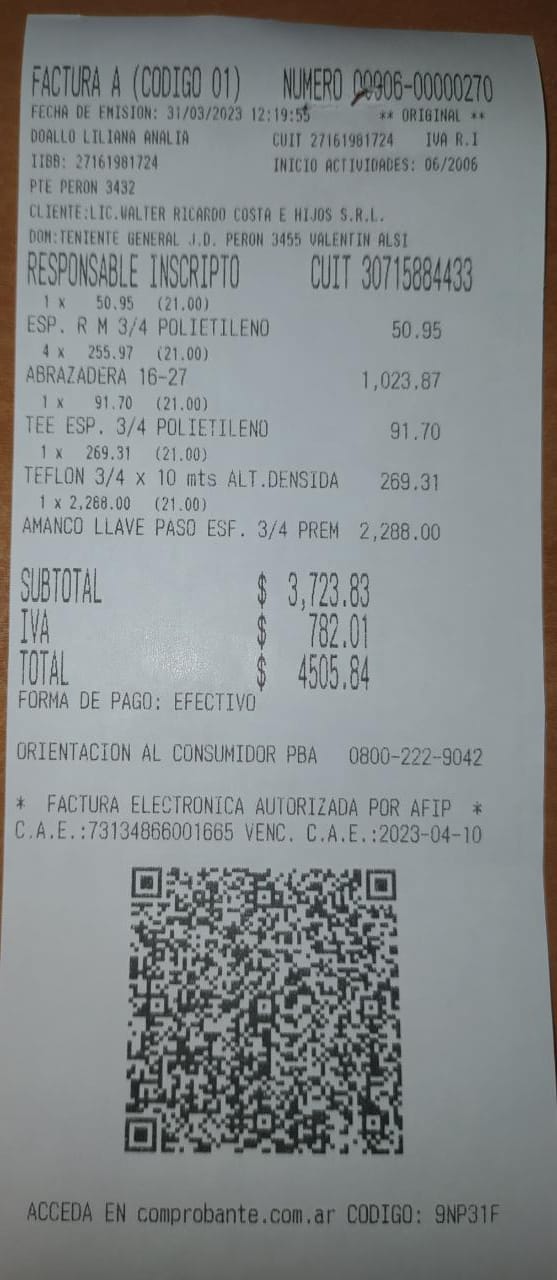 FACTURA A (CODIGO 01) NUMERO 00906-00000270
FECHA DE EMISION: 31/03/2023 12:19:55 ** ORIGINAL **
DOALLO LILIANA ANALIA CUIT 27161981724 IVA R.I
IIBB: 27161981724 INICIO ACTIVIDADES: 06/2006
PTE PERON 3432
CLIENTE:LIC.WALTER RICARDO COSTA E HIJOS S.R.L.
DOM:TENIENTE GENERAL J.D. PERON 3455 VALENTIN ALSI
RESPONSABLE INSCRIPTO CUIT 30715884433
1 x 50.95 (21.00)
ESP. R M 3/4 POLIETILENO 50.95
4 x 255.97 (21.00)
ABRAZADERA 16-27 1,023.87
1 x 91.70 (21.00)
TEE ESP. 3/4 POLIETILENO 91.70
1 x 269.31 (21.00)
TEFLON 3/4 x 10 mts ALT.DENSIDA 269.31
1 x 2,288.00 (21.00)
AMANCO LLAVE PASO ESF. 3/4 PREM 2,288.00
SUBTOTAL $ 3,723.83
IVA $ 782.01
TOTAL $ 4505.84
FORMA DE PAGO: EFECTIVO
ORIENTACION AL CONSUMIDOR PBA 0800-222-9042
* FACTURA ELECTRONICA AUTORIZADA POR AFIP *
C.A.E.:73134866001665 VENC. C.A.E.:2023-04-10
ACCEDA EN comprobante.com.ar CODIGO: 9NP31F